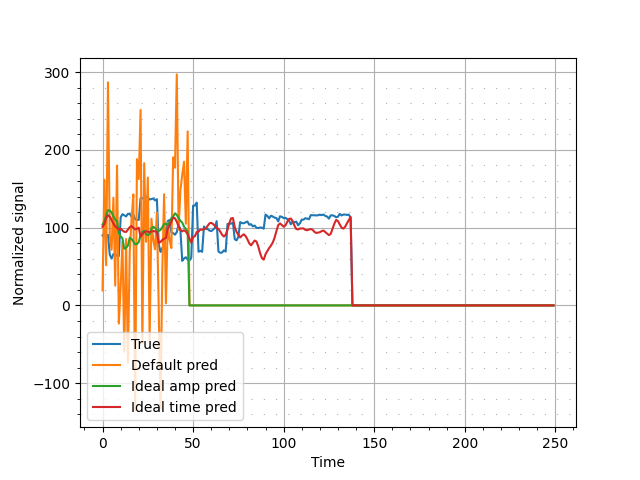 Normalized signal
300
200
100
0
−100
True
Default pred
Ideal amp pred
Ideal time pred
0 50 100 150 200 250
Time